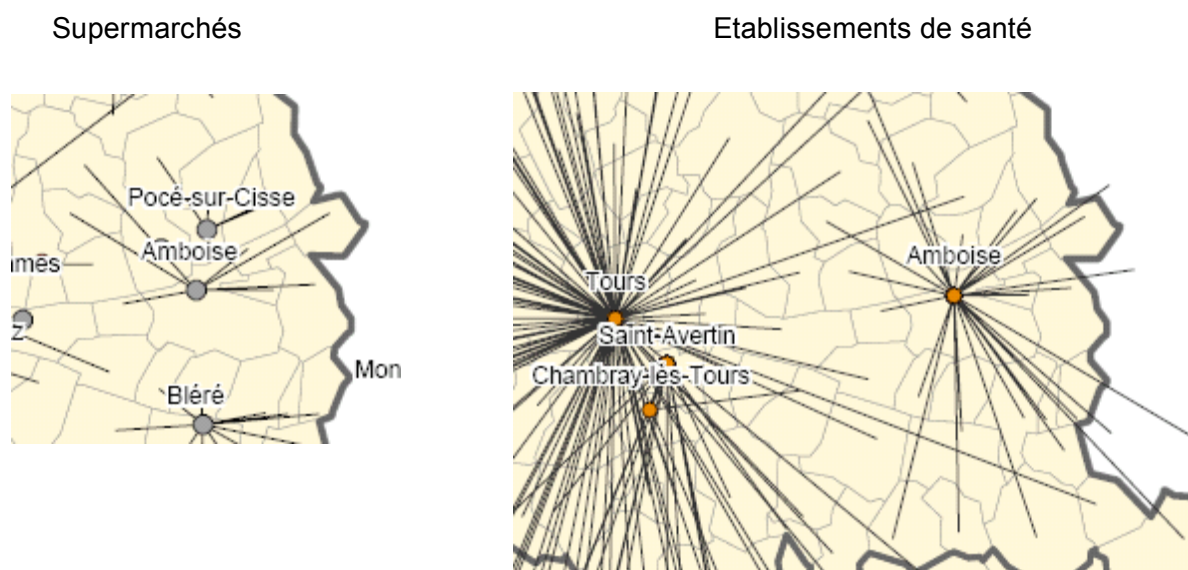 Supermarchés
Etablissements de santé
Pocé-sur-Cisse
Amboise
Mon
Bléré
Amboise
Tours
Saint-Avertin
Chambray-lès-Tours